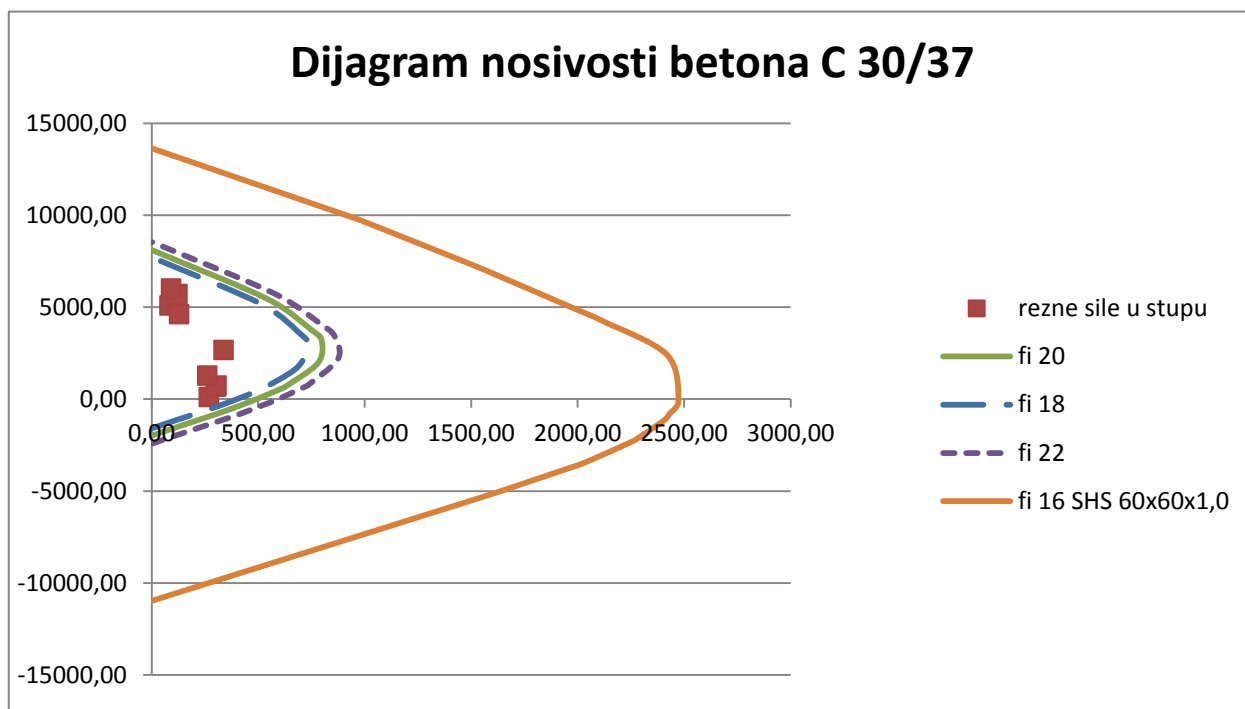 Dijagram nosivosti betona C 30/37
15000,00
10000,00
5000,00
0,00
-5000,00
-10000,00
-15000,00
0,00 500,00 1000,00 1500,00 2000,00 2500,00 3000,00
rezne sile u stupu
fi 20
fi 18
fi 22
fi 16 SHS 60x60x1,0